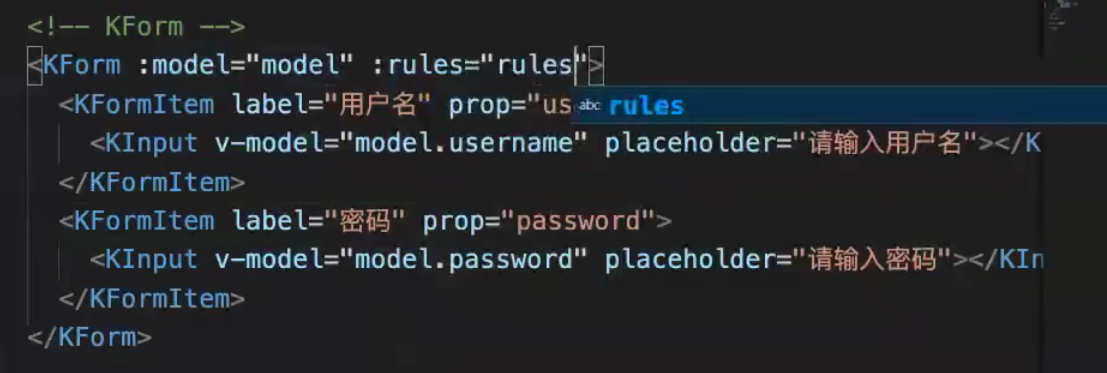 <!-- KForm -->
<KForm :model="model" :rules="rules">
<KFormItem label="用户名" prop="us
abc rules
<KInput v-model="model.username" placeholder="请输入用户名"></K
</KFormItem>
<KFormItem label="密码" prop="password">
<KInput v-model="model.password" placeholder="请输入密码"></KIn
</KFormItem>
</KForm>